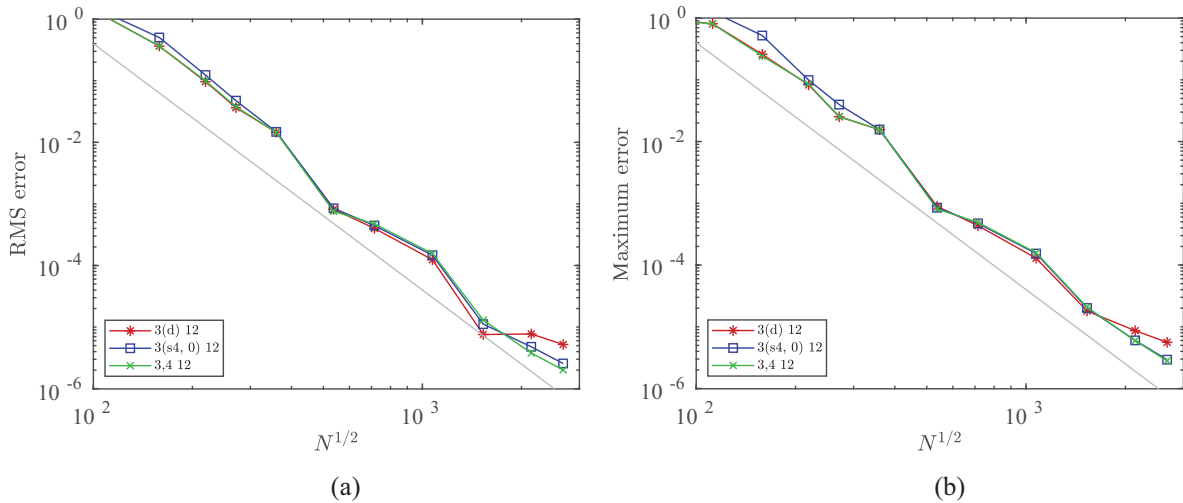 10^0
10^-2
10^-4
10^-6
RMS error
3(d) 12
3(s4, 0) 12
3,4 12
10^2
10^3
N^1/2
(a)
10^0
10^-2
10^-4
10^-6
Maximum error
3(d) 12
3(s4, 0) 12
3,4 12
10^2
10^3
N^1/2
(b)